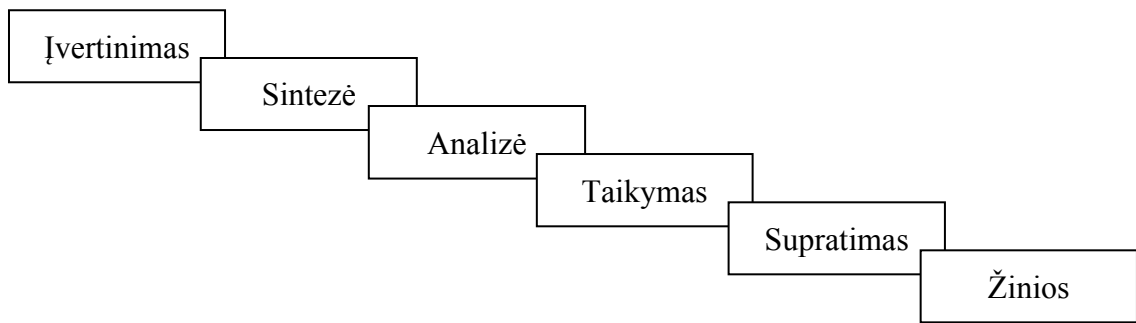 Įvertinimas
Sintezė
Analizė
Taikymas
Supratimas
Žinios